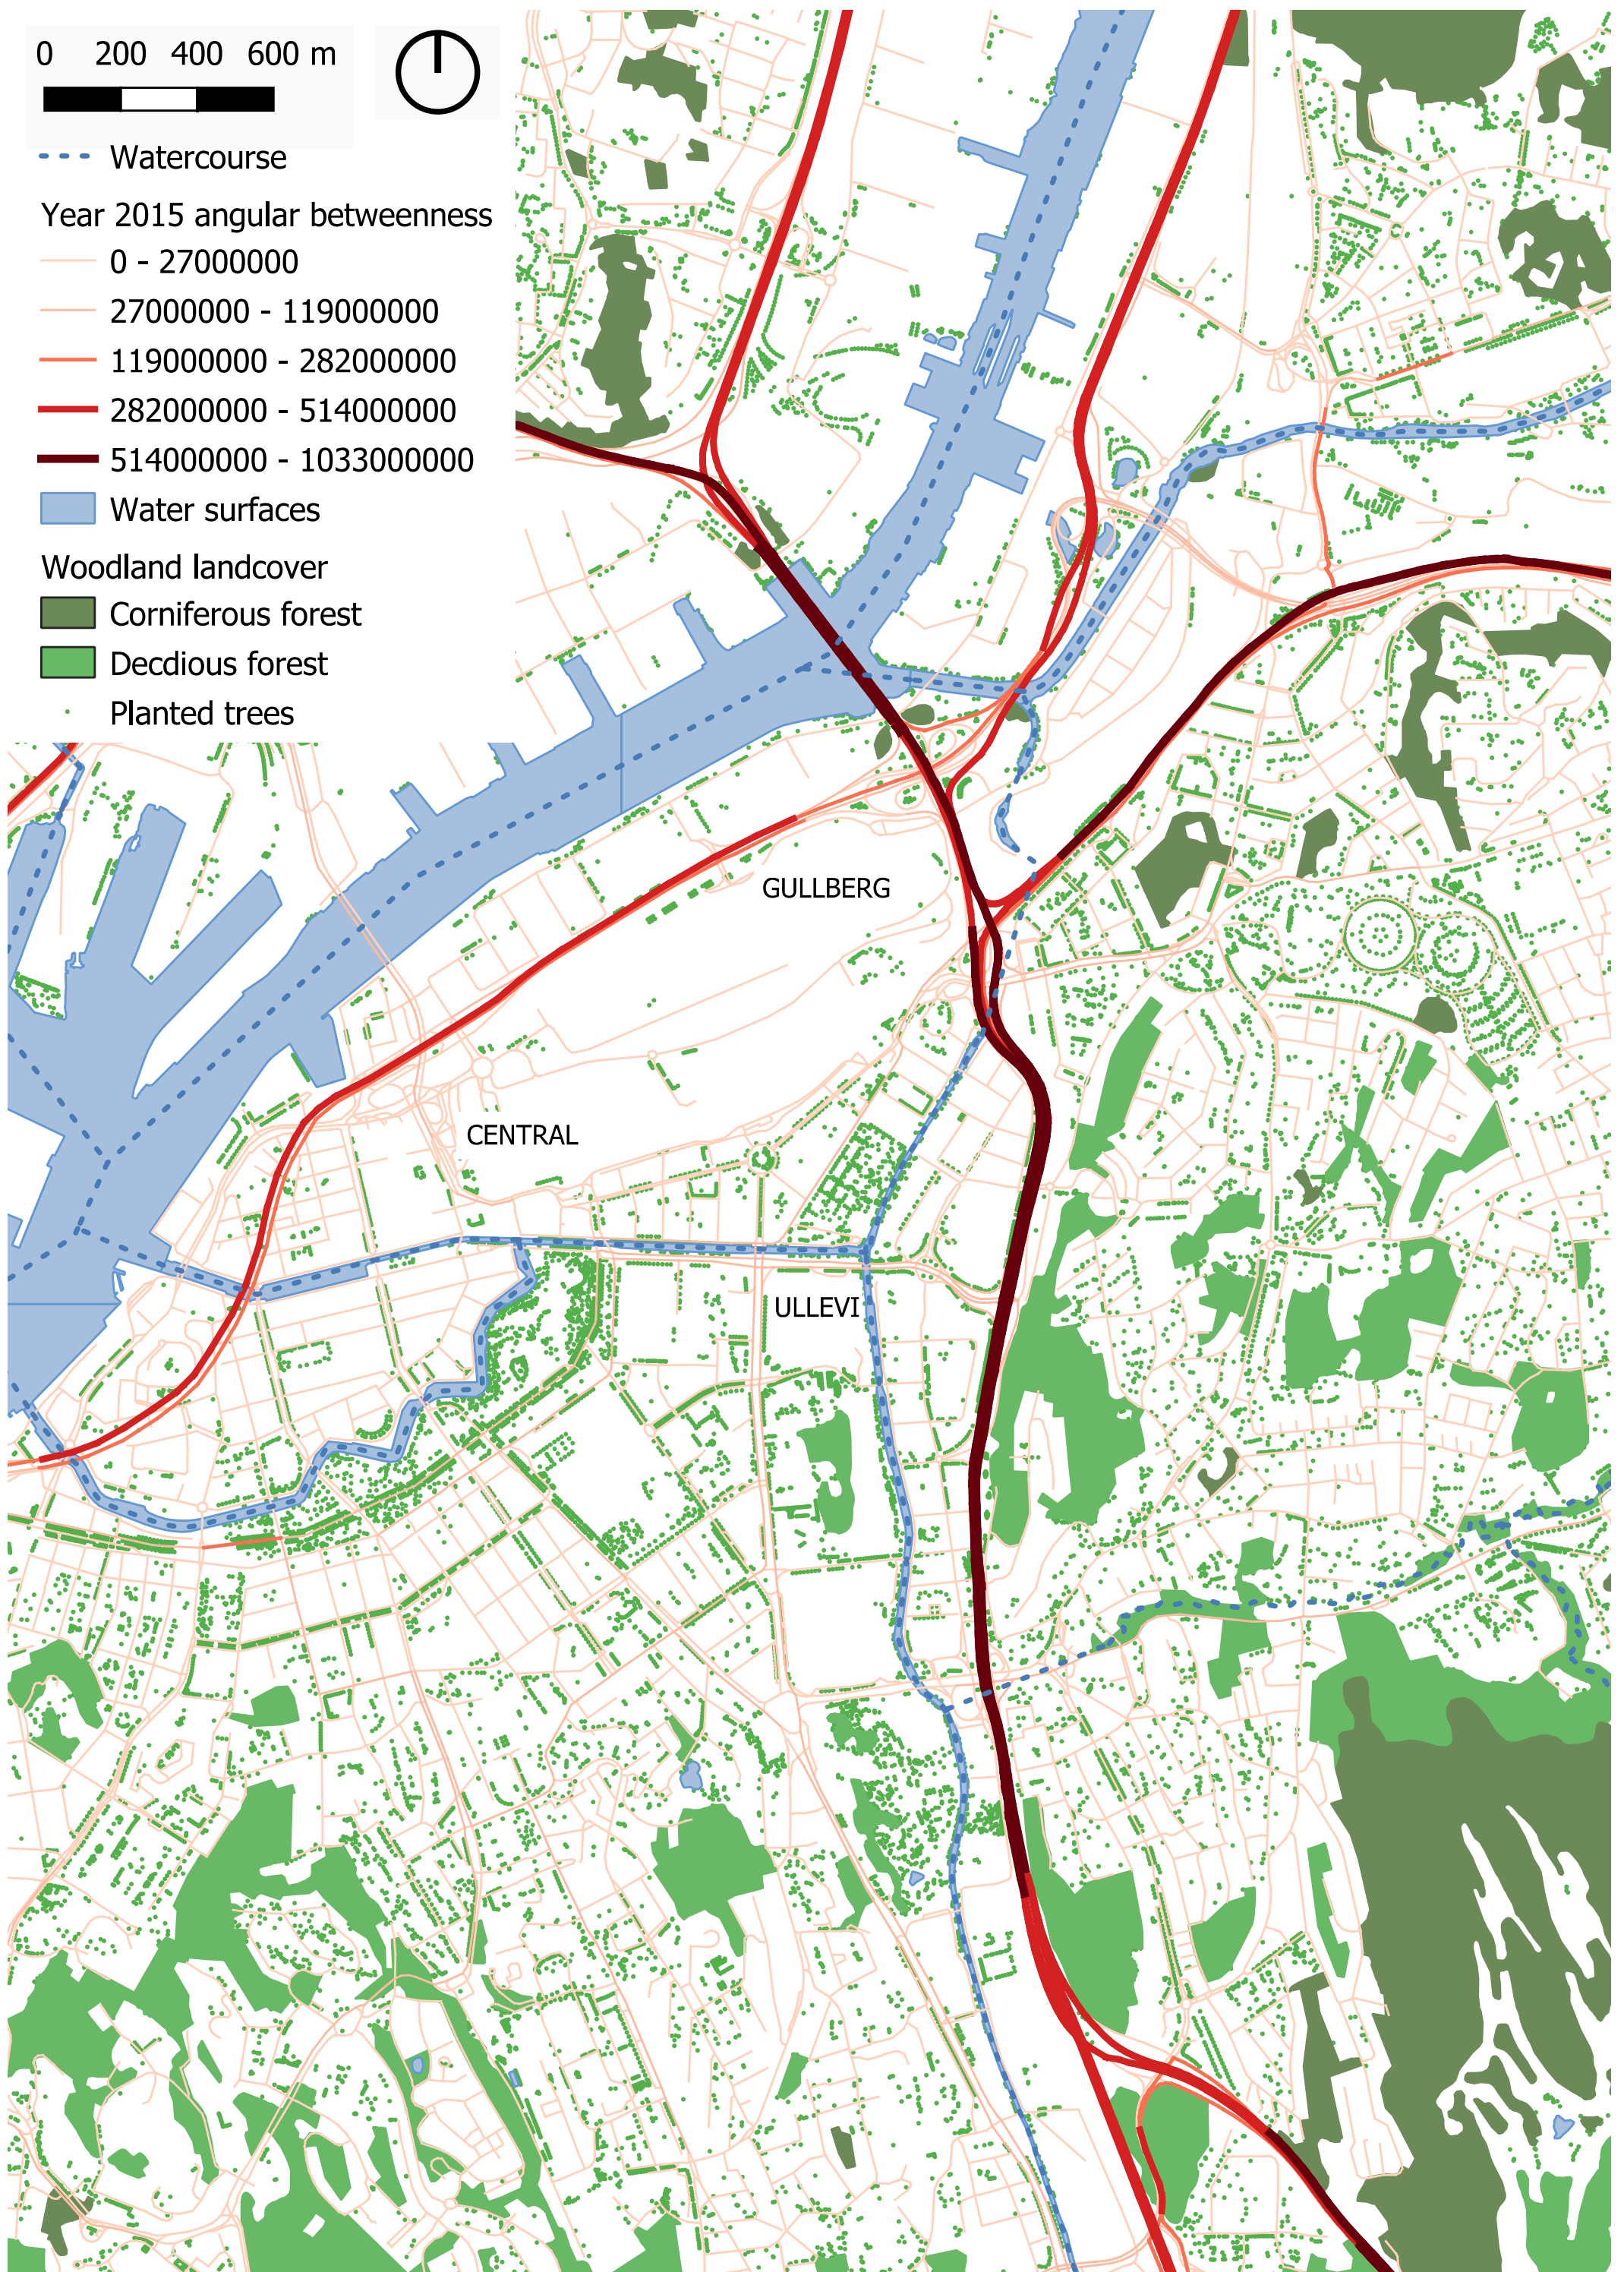 0 200 400 600 m
Watercourse
Year 2015 angular betweenness
0 - 27000000
27000000 - 119000000
119000000 - 282000000
282000000 - 514000000
514000000 - 1033000000
Water surfaces
Woodland landcover
Corniferous forest
Decdious forest
Planted trees
GULLBERG
CENTRAL
ULLEVI